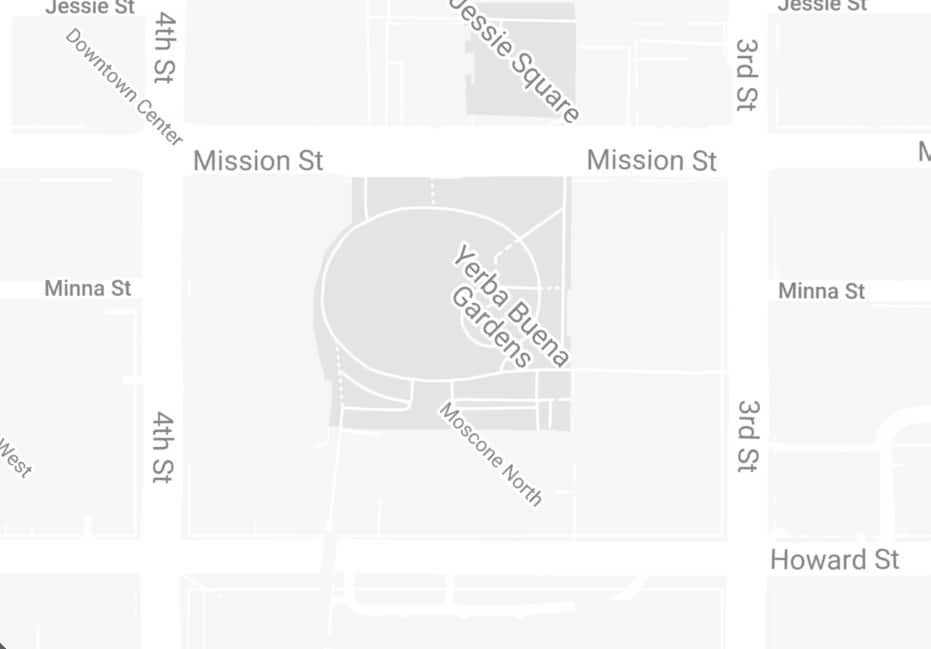 Jessie St
Jessie St
4th St
Downtown Center
Jessie Square
3rd St
Mission St
Mission St
M
Yerba Buena
Gardens
Minna St
Minna St
4th St
Moscone North
3rd St
West
Howard St